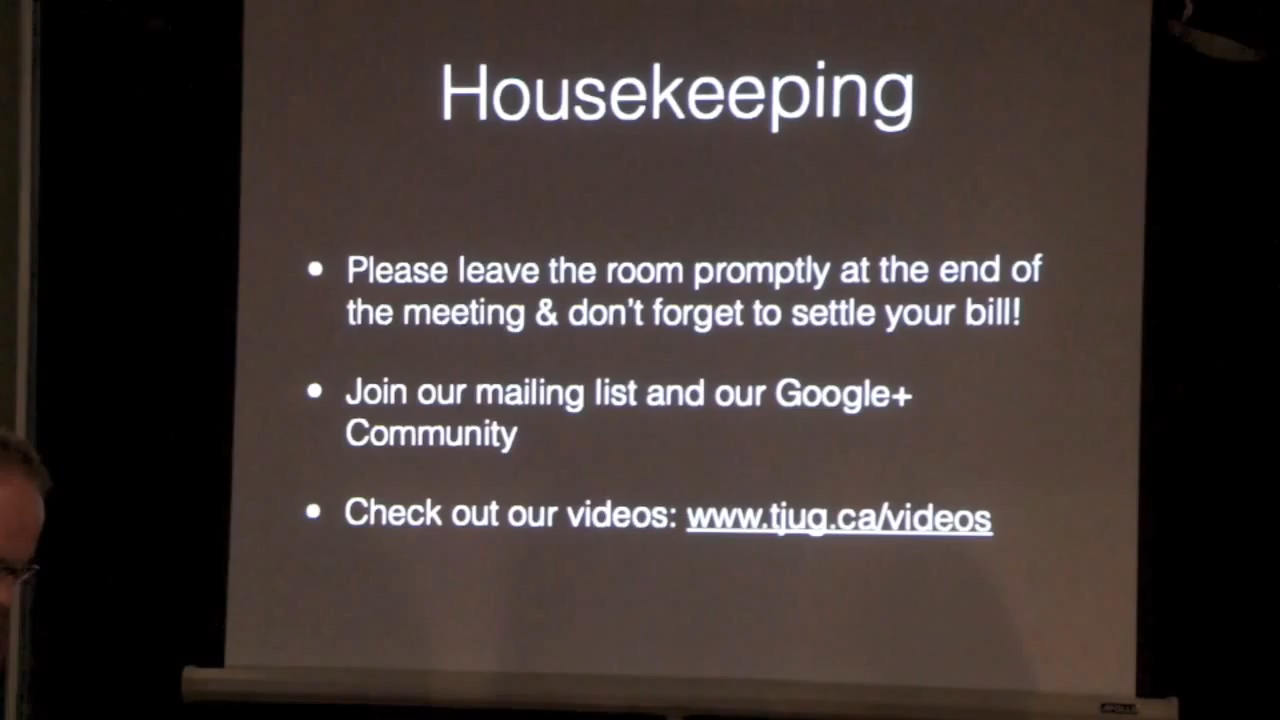 Housekeeping
• Please leave the room promptly at the end of
the meeting & don't forget to settle your bill!
• Join our mailing list and our Google+
Community
• Check out our videos: www.tjug.ca/videos